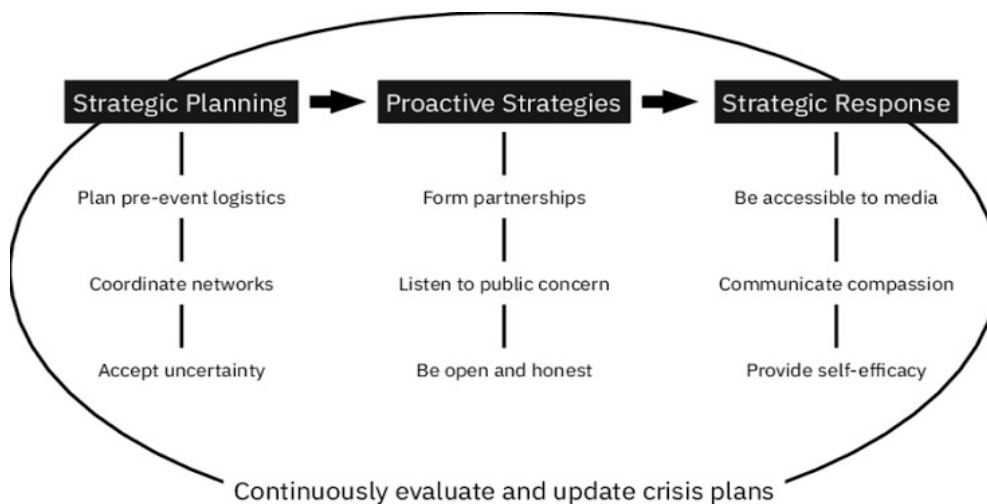 Strategic Planning
Proactive Strategies
Strategic Response
Plan pre-event logistics
Form partnerships
Be accessible to media
Coordinate networks
Listen to public concern
Communicate compassion
Accept uncertainty
Be open and honest
Provide self-efficacy
Continuously evaluate and update crisis plans